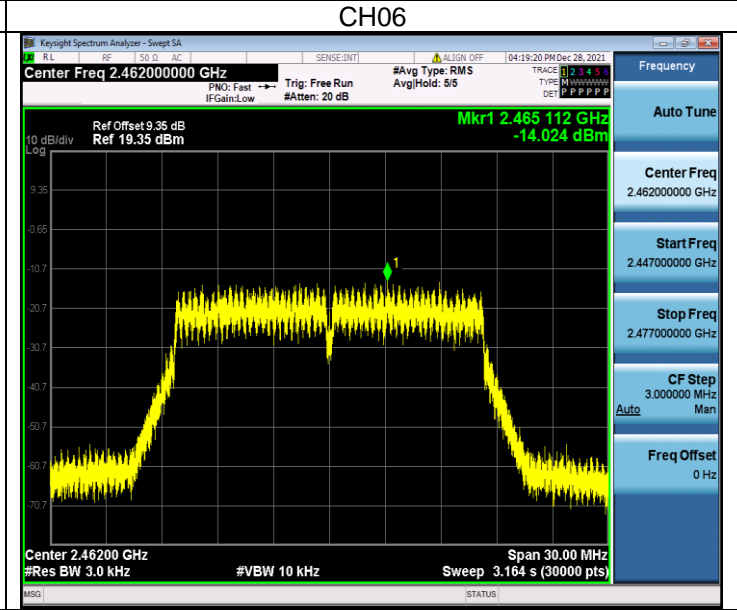 CH06
Keysight Spectrum Analyzer - Swept SA
RL RF 50 Ω AC SENSE:INT ALIGN OFF 04:19:20 PM Dec 28, 2021
Center Freq 2.462000000 GHz
PNO: Fast
IFGain:Low
Trig: Free Run
#Atten: 20 dB
#Avg Type: RMS
Avg|Hold: 5/5
TRACE 1 2 3 4 5 6
TYPE M W W W W W
DET P P P P P P
Ref Offset 9.35 dB
10 dB/div Ref 19.35 dBm
Log
Mkr1 2.465 112 GHz
-14.024 dBm
9.35
-0.65
-10.7
-20.7
-30.7
-40.7
-50.7
-60.7
-70.7
1
Center 2.46200 GHz Span 30.00 MHz
#Res BW 3.0 kHz #VBW 10 kHz Sweep 3.164 s (30000 pts)
MSG STATUS
Frequency
Auto Tune
Center Freq
2.462000000 GHz
Start Freq
2.447000000 GHz
Stop Freq
2.477000000 GHz
CF Step
3.000000 MHz
Auto Man
Freq Offset
0 Hz